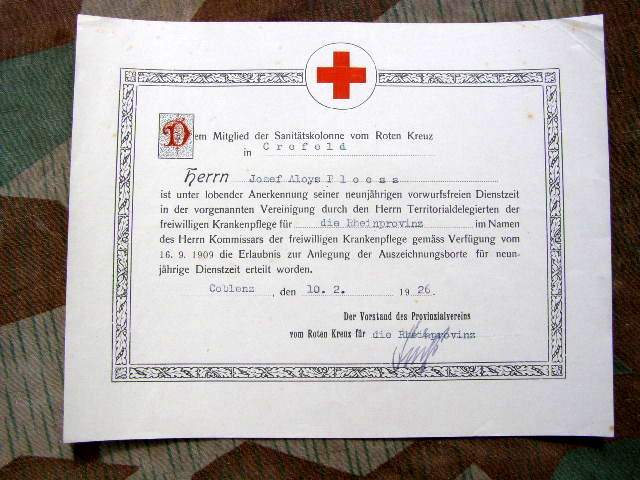 Dem Mitglied der Sanitätskolonne vom Roten Kreuz
in Crefeld
Herrn Josef Aloys Ploess
ist unter lobender Anerkennung seiner neunjährigen vorwurfsfreien Dienstzeit
in der vorgenannten Vereinigung durch den Herrn Territorialdelegierten der
freiwilligen Krankenpflege für die Rheinprovinz im Namen
des Herrn Kommissars der freiwilligen Krankenpflege gemäss Verfügung vom
16. 9. 1909 die Erlaubnis zur Anlegung der Auszeichnungsborte für neun-
jährige Dienstzeit erteilt worden.
Coblenz, den 10. 2. 1926.
Der Vorstand des Provinzialvereins
vom Roten Kreuz für die Rheinprovinz